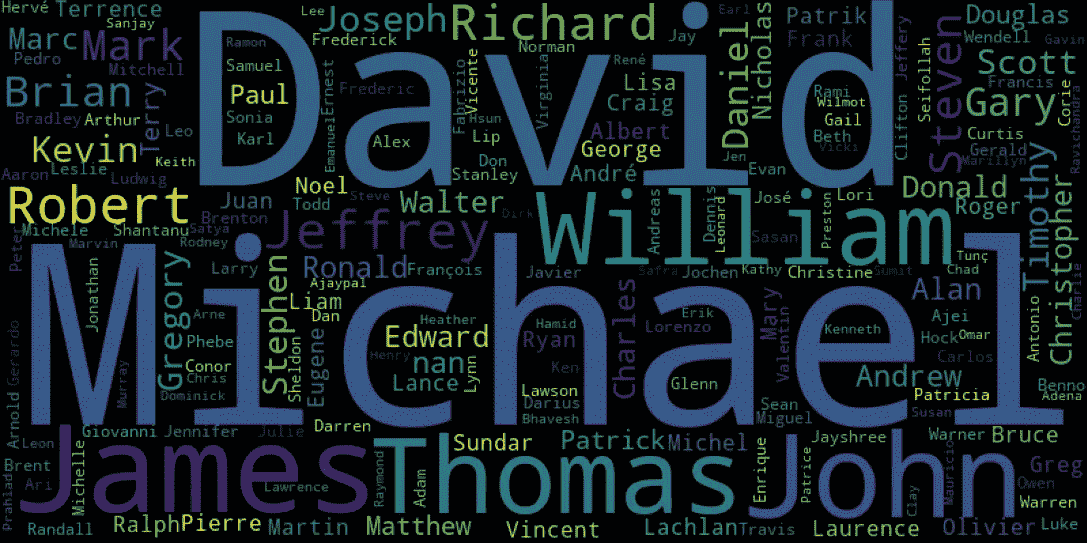 Hervé
Terrence
Sanjay
Marc
Mark
Pedro
Mitchell
Brian
Bradley
Arthur
Terry
Leo
Kevin
Keith
Aaron
Leslie
Ludwig
Robert
David
Ramon
Lee
Joseph
Frederick
Samuel
Paul
Sonia
Karl
Ernest
Emanuel
Frederic
Alex
Richard
Norman
Fabrizio
Vicente
Hsun
Lip
Don
Stanley
Virginia
René
Jay
Lisa
Craig
Albert
George
André
Daniel
Nicholas
Jen
Earl
Patrik
Frank
Rami
Wilmot
Gail
Beth
Vicki
Evan
Clifton
Jeffery
Seifollah
Steven
Douglas
Wendell
Gavin
Scott
Francis
Corie
Gary
Curtis
Gerald
Marillyn
Ravichandra
Noel
Steve
Todd
Juan
Walter
Dirk
William
Andreas
Dennis
Leonard
José
Sasan
Preston
Lori
Donald
Roger
Timothy
Christopher
Michele
Shantanu
Brenton
Satya
Rodney
Peter
Marvin
Jeffrey
Michael
Jonathan
Larry
Gregory
Stephen
Ronald
François
Ajaypal
Liam
Dan
Javier
Safra
Jochen
Kathy
Christine
Sumit
Tunç
Chad
Alan
Charlie
Arne
Phebe
Conor
Chris
Dominick
Murray
Gerardo
Arnold
Sheldon
Eugene
Heather
Edward
Henry
nan
Lance
Lynn
Hamid
Ryan
Ken
Erik
Lorenzo
Charles
Mary
Valentin
Kenneth
Ajei
Hock
Omar
Carlos
Antonio
Andrew
Glenn
Lawson
Darius
Bhavesh
Sean
Miguel
Patricia
Susan
Benno
Adena
Leon
Giovanni
Jennifer
Julie
Darren
James
Thomas
John
Sundar
Patrick
Michel
Jayshree
Warner
Bruce
Greg
Brent
Ari
Prahlad
Michelle
Lawrence
Raymond
Adam
Enrique
Patrice
Clay
Mauricio
Owen
Warren
Randall
Ralph
Pierre
Martin
Matthew
Vincent
Lachlan
Travis
Laurence
Olivier
Luke